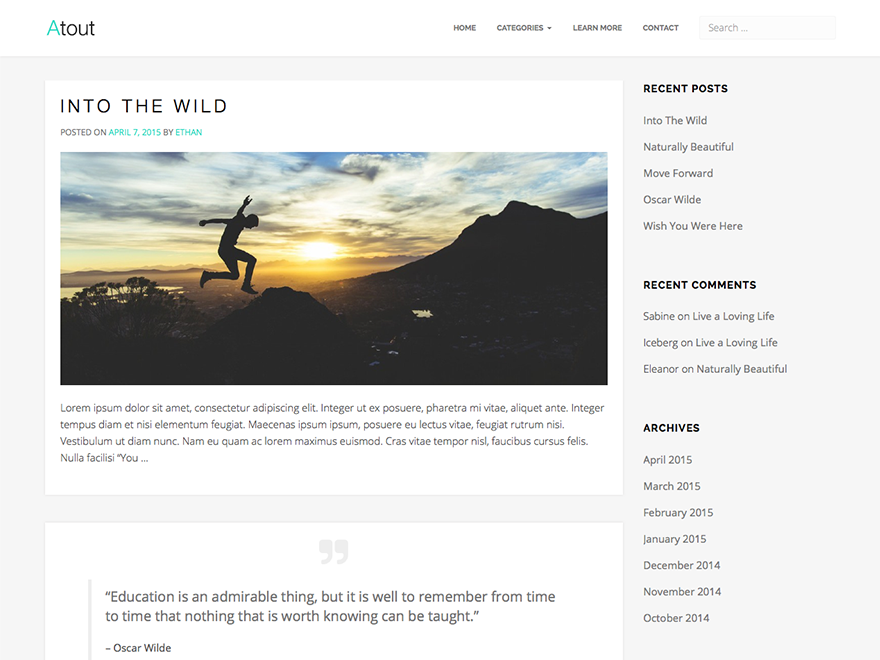 Atout
HOME
CATEGORIES
LEARN MORE
CONTACT
Search ...
INTO THE WILD
POSTED ON APRIL 7, 2015 BY ETHAN
Lorem ipsum dolor sit amet, consectetur adipiscing elit. Integer ut ex posuere, pharetra mi vitae, aliquet ante. Integer
tempus diam et nisi elementum feugiat. Maecenas ipsum ipsum, posuere eu lectus vitae, feugiat rutrum nisi.
Vestibulum ut diam nunc. Nam eu quam ac lorem maximus euismod. Cras vitae tempor nisl, faucibus cursus felis.
Nulla facilisi “You ...
”
“Education is an admirable thing, but it is well to remember from time
to time that nothing that is worth knowing can be taught.”
– Oscar Wilde
RECENT POSTS
Into The Wild
Naturally Beautiful
Move Forward
Oscar Wilde
Wish You Were Here
RECENT COMMENTS
Sabine on Live a Loving Life
Iceberg on Live a Loving Life
Eleanor on Naturally Beautiful
ARCHIVES
April 2015
March 2015
February 2015
January 2015
December 2014
November 2014
October 2014